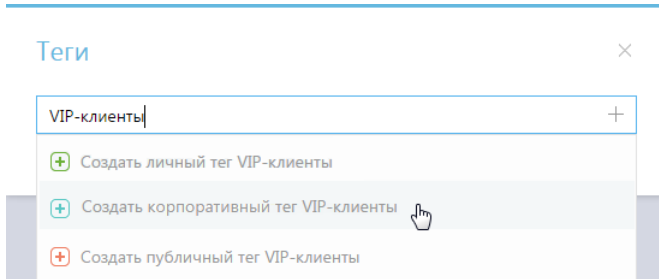 Теги
VIP-клиенты
Создать личный тег VIP-клиенты
Создать корпоративный тег VIP-клиенты
Создать публичный тег VIP-клиенты